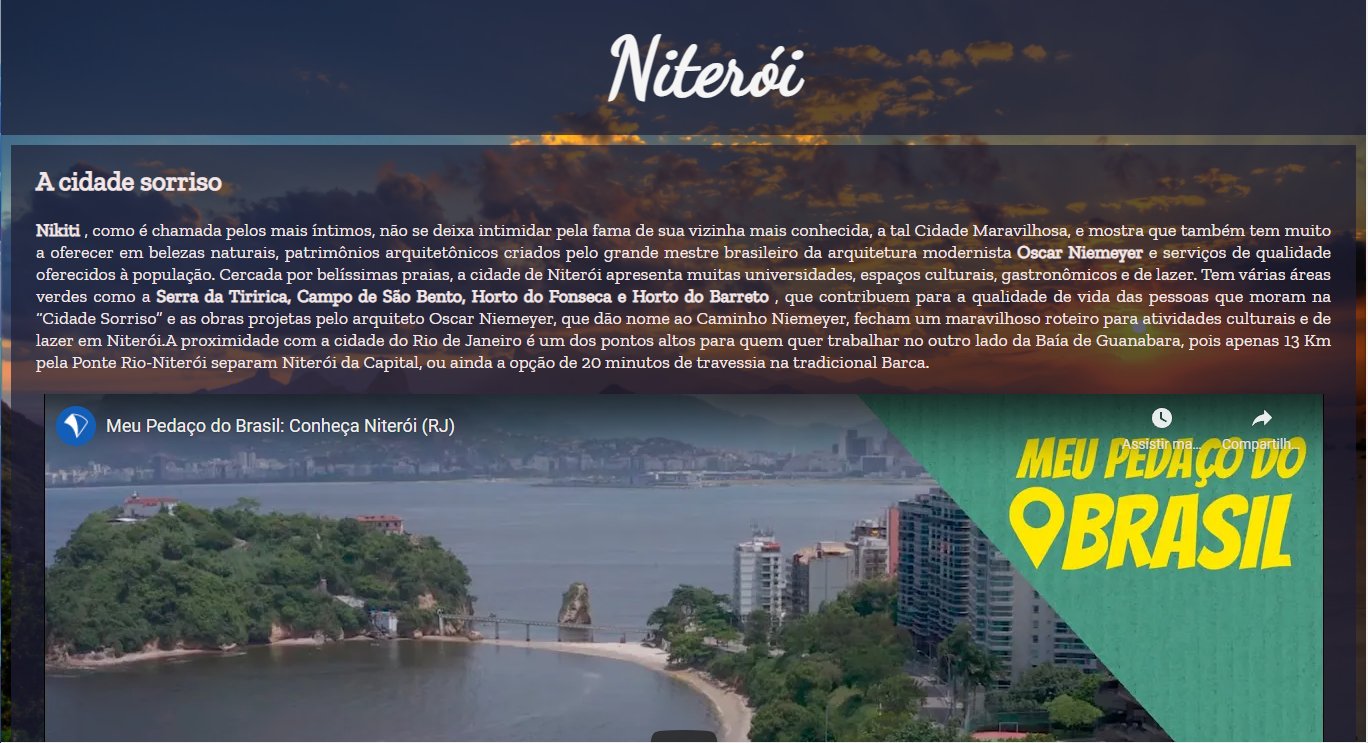 Niterói
A cidade sorriso
Nikiti , como é chamada pelos mais íntimos, não se deixa intimidar pela fama de sua vizinha mais conhecida, a tal Cidade Maravilhosa, e mostra que também tem muito
a oferecer em belezas naturais, patrimônios arquitetônicos criados pelo grande mestre brasileiro da arquitetura modernista Oscar Niemeyer e serviços de qualidade
oferecidos à população. Cercada por belíssimas praias, a cidade de Niterói apresenta muitas universidades, espaços culturais, gastronômicos e de lazer. Tem várias áreas
verdes como a Serra da Tiririca, Campo de São Bento, Horto do Fonseca e Horto do Barreto , que contribuem para a qualidade de vida das pessoas que moram na
“Cidade Sorriso” e as obras projetas pelo arquiteto Oscar Niemeyer, que dão nome ao Caminho Niemeyer, fecham um maravilhoso roteiro para atividades culturais e de
lazer em Niterói.A proximidade com a cidade do Rio de Janeiro é um dos pontos altos para quem quer trabalhar no outro lado da Baía de Guanabara, pois apenas 13 Km
pela Ponte Rio-Niterói separam Niterói da Capital, ou ainda a opção de 20 minutos de travessia na tradicional Barca.
Meu Pedaço do Brasil: Conheça Niterói (RJ)
Assistir ma...
Compartilh...
MEU PEDAÇO DO
BRASIL